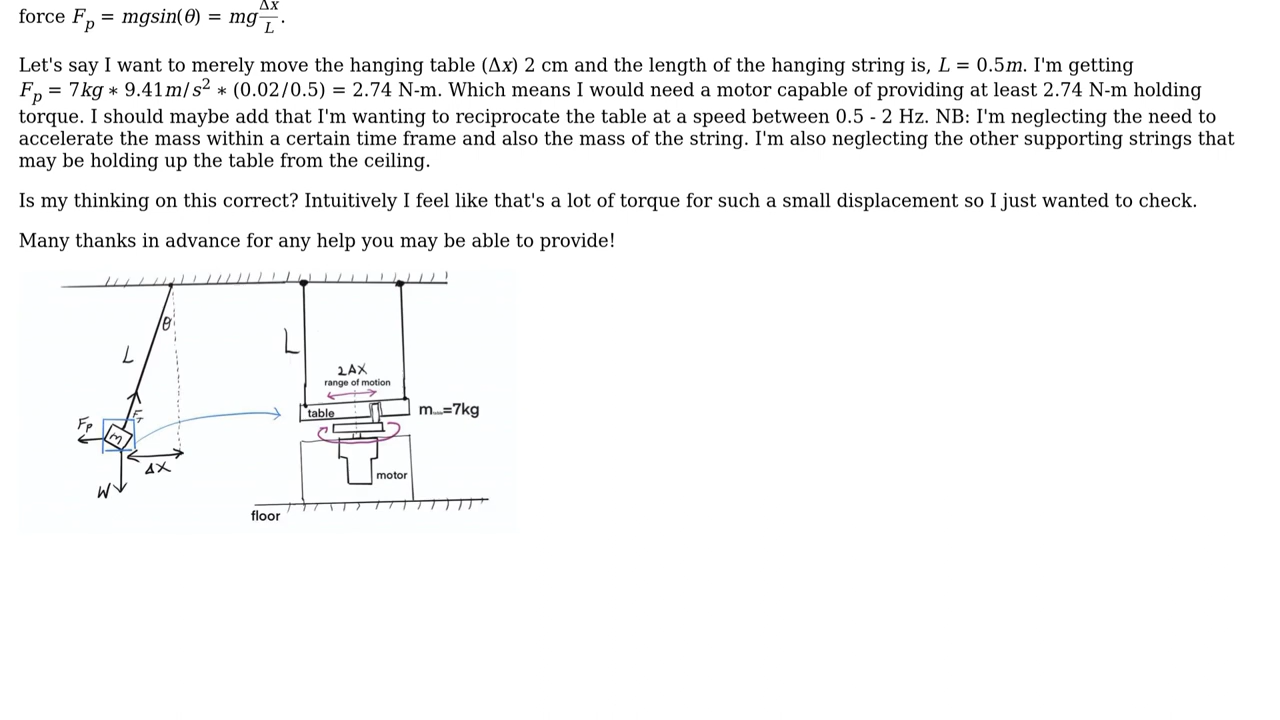 force Fₚ = mgsin(θ) = mg Δx/L.
Let's say I want to merely move the hanging table (Δx) 2 cm and the length of the hanging string is, L = 0.5m. I'm getting
Fₚ = 7kg * 9.41m/s² * (0.02/0.5) = 2.74 N-m. Which means I would need a motor capable of providing at least 2.74 N-m holding
torque. I should maybe add that I'm wanting to reciprocate the table at a speed between 0.5 - 2 Hz. NB: I'm neglecting the need to
accelerate the mass within a certain time frame and also the mass of the string. I'm also neglecting the other supporting strings that
may be holding up the table from the ceiling.
Is my thinking on this correct? Intuitively I feel like that's a lot of torque for such a small displacement so I just wanted to check.
Many thanks in advance for any help you may be able to provide!
θ
L
L
2ΔX
range of motion
table
m =7kg
Fₚ
F_T
m
ΔX
W
motor
floor